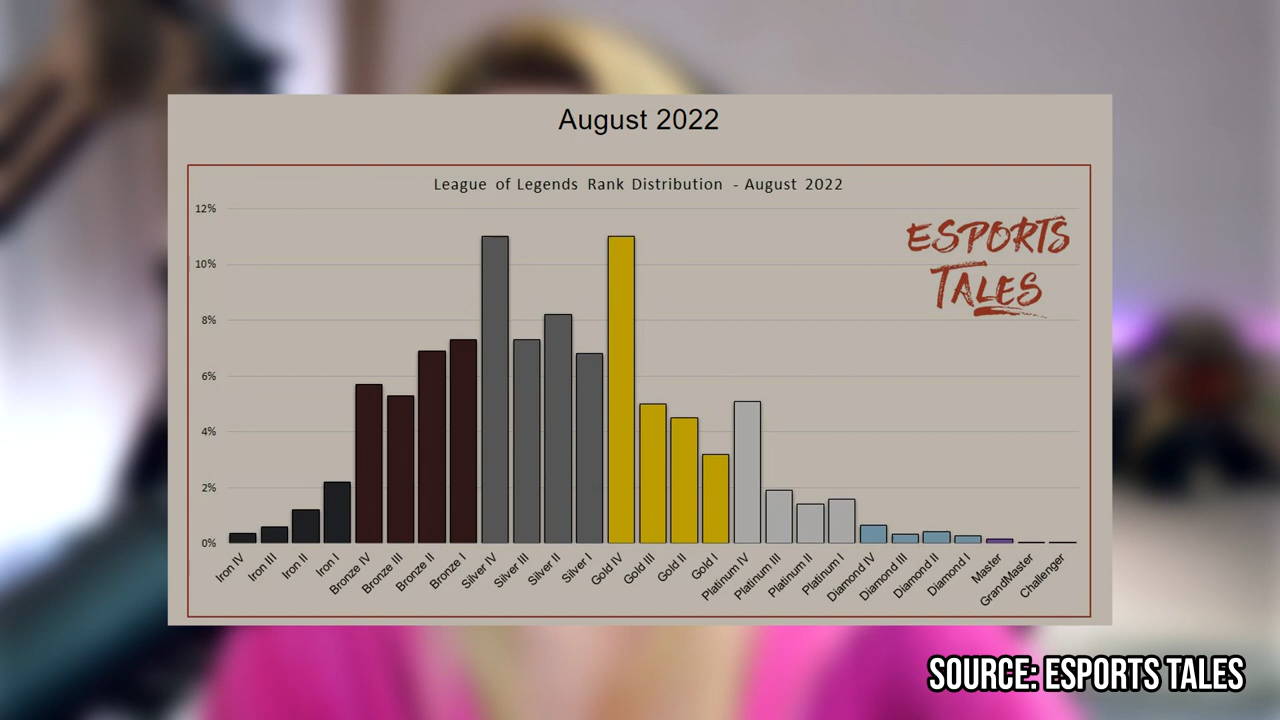 August 2022
League of Legends Rank Distribution - August 2022
ESPORTS
TALES
12%
10%
8%
6%
4%
2%
0%
Iron IV
Iron III
Iron II
Iron I
Bronze IV
Bronze III
Bronze II
Bronze I
Silver IV
Silver III
Silver II
Silver I
Gold IV
Gold III
Gold II
Gold I
Platinum IV
Platinum III
Platinum II
Platinum I
Diamond IV
Diamond III
Diamond II
Diamond I
Master
GrandMaster
Challenger
SOURCE: ESPORTS TALES